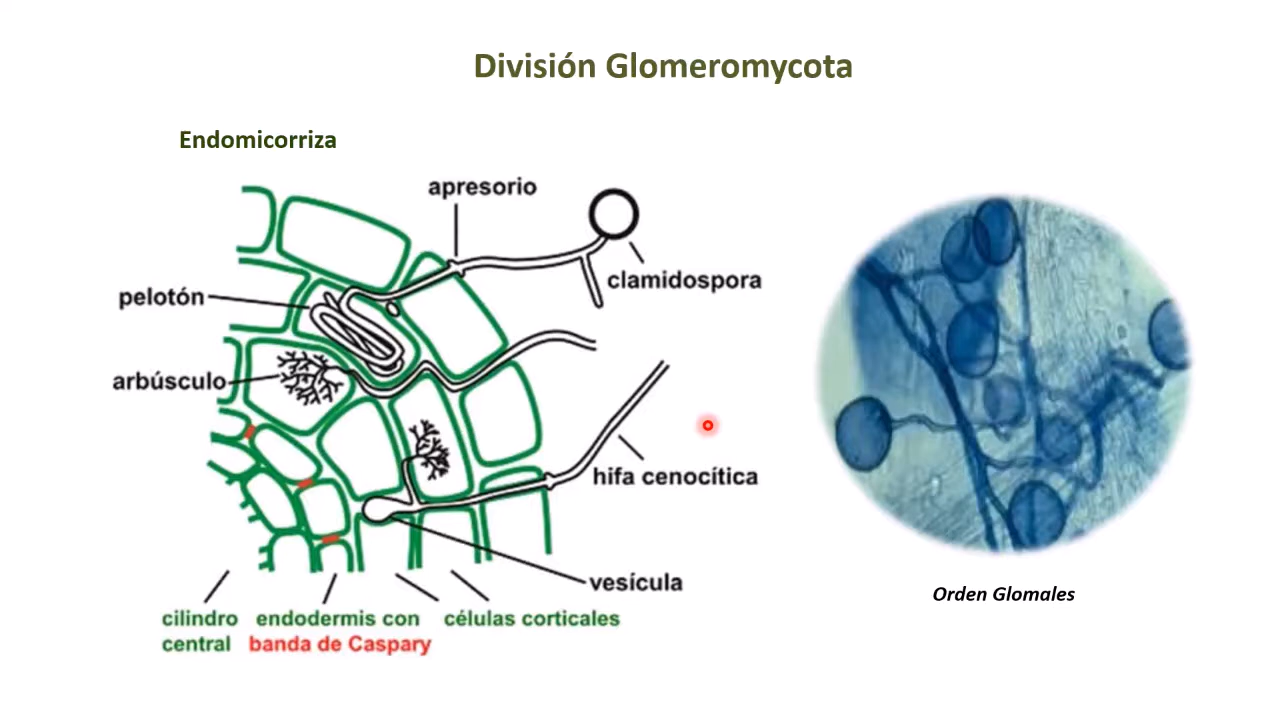 División Glomeromycota
Endomicorriza
apresorio
clamidospora
pelotón
arbúsculo
hifa cenocítica
vesícula
cilindro
central
endodermis con
banda de Caspary
células corticales
Orden Glomales